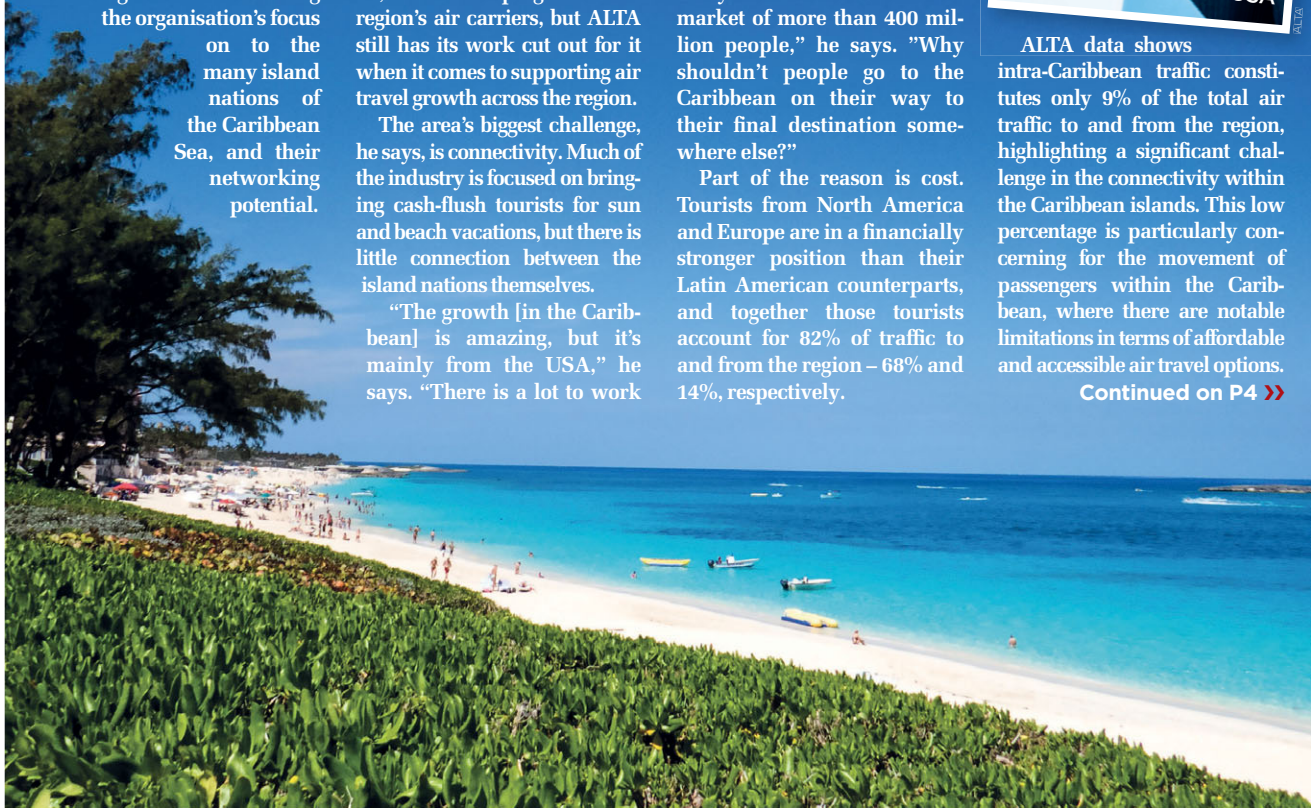 the organisation's focus
on to the
many island
nations of
the Caribbean
Sea, and their
networking
potential.
region's air carriers, but ALTA
still has its work cut out for it
when it comes to supporting air
travel growth across the region.
The area's biggest challenge,
he says, is connectivity. Much of
the industry is focused on bring-
ing cash-flush tourists for sun
and beach vacations, but there is
little connection between the
island nations themselves.
“The growth [in the Carib-
bean] is amazing, but it's
mainly from the USA,” he
says. “There is a lot to work
market of more than 400 mil-
lion people,” he says. ”Why
shouldn't people go to the
Caribbean on their way to
their final destination some-
where else?”
Part of the reason is cost.
Tourists from North America
and Europe are in a financially
stronger position than their
Latin American counterparts,
and together those tourists
account for 82% of traffic to
and from the region – 68% and
14%, respectively.
ALTA
ALTA data shows
intra-Caribbean traffic consti-
tutes only 9% of the total air
traffic to and from the region,
highlighting a significant chal-
lenge in the connectivity within
the Caribbean islands. This low
percentage is particularly con-
cerning for the movement of
passengers within the Carib-
bean, where there are notable
limitations in terms of affordable
and accessible air travel options.
Continued on P4 »